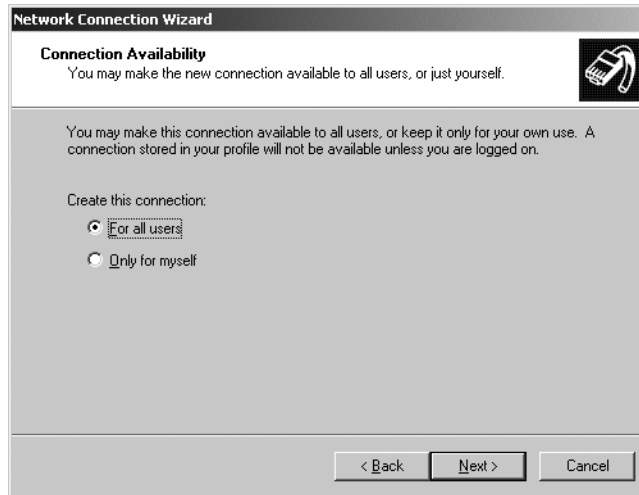 Network Connection Wizard
Connection Availability
You may make the new connection available to all users, or just yourself.
You may make this connection available to all users, or keep it only for your own use. A
connection stored in your profile will not be available unless you are logged on.
Create this connection:
For all users
Only for myself
< Back Next > Cancel